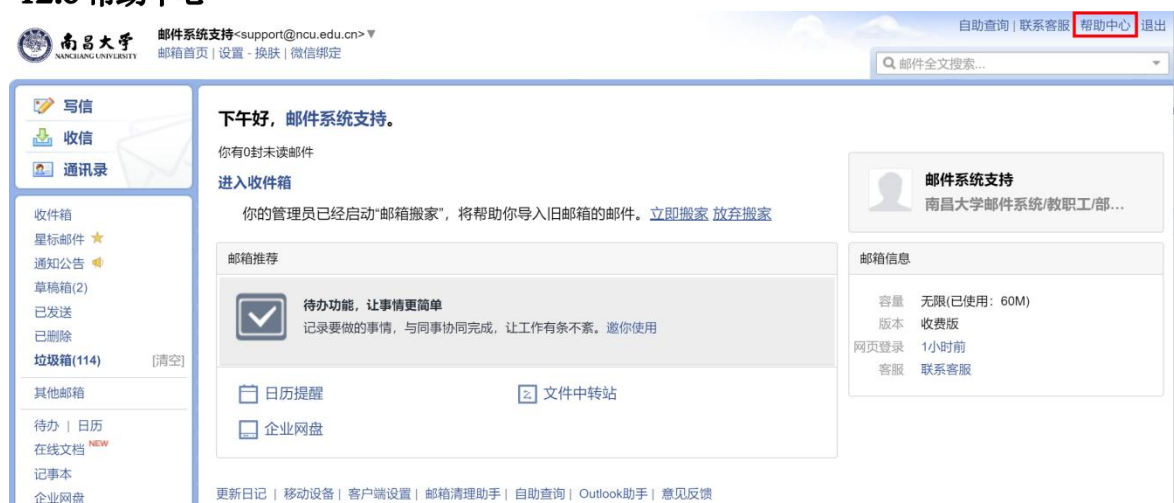 12.8 帮助中心
南昌大学
NANCHANG UNIVERSITY
邮件系统支持<support@ncu.edu.cn>▼
邮箱首页 | 设置 - 换肤 | 微信绑定
自助查询 | 联系客服 帮助中心 退出
邮件全文搜索...
写信
收信
通讯录
收件箱
星标邮件
通知公告
草稿箱(2)
已发送
已删除
垃圾箱(114) [清空]
其他邮箱
待办 | 日历
在线文档 NEW
记事本
企业网盘
下午好，邮件系统支持。
你有0封未读邮件
进入收件箱
你的管理员已经启动“邮箱搬家”，将帮助你导入旧邮箱的邮件。立即搬家 放弃搬家
邮箱推荐
待办功能，让事情更简单
记录要做的事情，与同事协同完成，让工作有条不紊。邀你使用
日历提醒
文件中转站
企业网盘
更新日记 | 移动设备 | 客户端设置 | 邮箱清理助手 | 自助查询 | Outlook助手 | 意见反馈
邮件系统支持
南昌大学邮件系统/教职工/部...
邮箱信息
容量 无限(已使用：60M)
版本 收费版
网页登录 1小时前
客服 联系客服